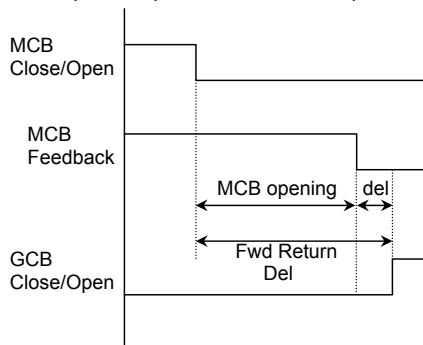 MCB
Close/Open
MCB
Feedback
MCB opening
del
Fwd Return
Del
GCB
Close/Open